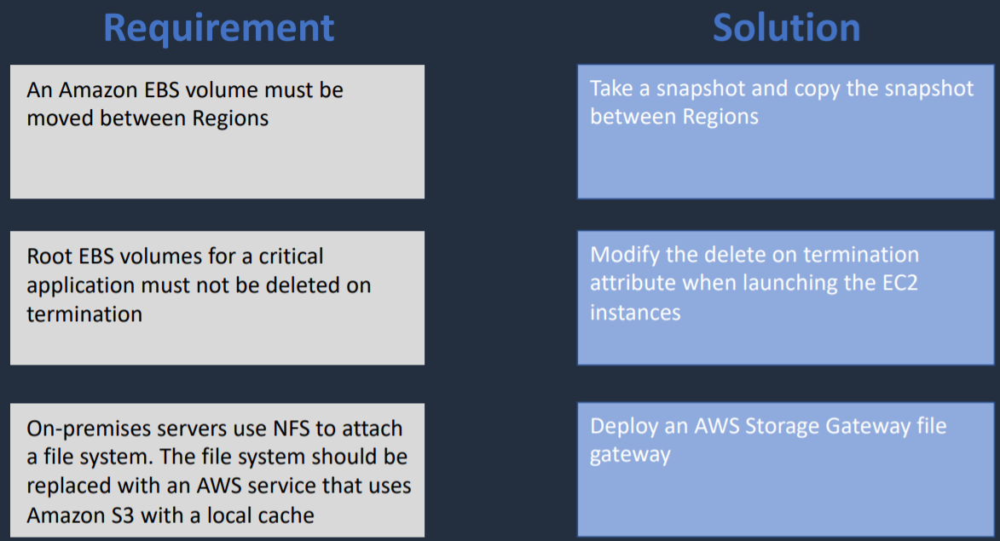 Requirement
Solution
An Amazon EBS volume must be
moved between Regions
Take a snapshot and copy the snapshot
between Regions
Root EBS volumes for a critical
application must not be deleted on
termination
Modify the delete on termination
attribute when launching the EC2
instances
On-premises servers use NFS to attach
a file system. The file system should be
replaced with an AWS service that uses
Amazon S3 with a local cache
Deploy an AWS Storage Gateway file
gateway